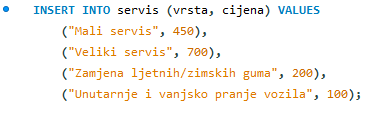 INSERT INTO servis (vrsta, cijena) VALUES
("Mali servis", 450),
("Veliki servis", 700),
("Zamjena ljetnih/zimskih guma", 200),
("Unutarnje i vanjsko pranje vozila", 100);